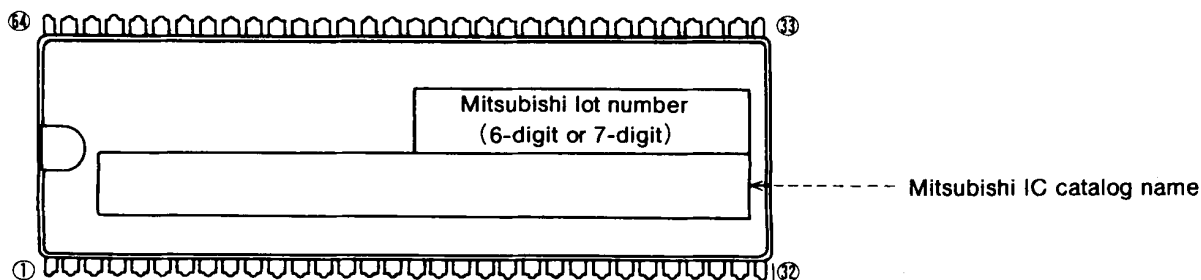 64
33
Mitsubishi lot number
(6-digit or 7-digit)
Mitsubishi IC catalog name
1
32